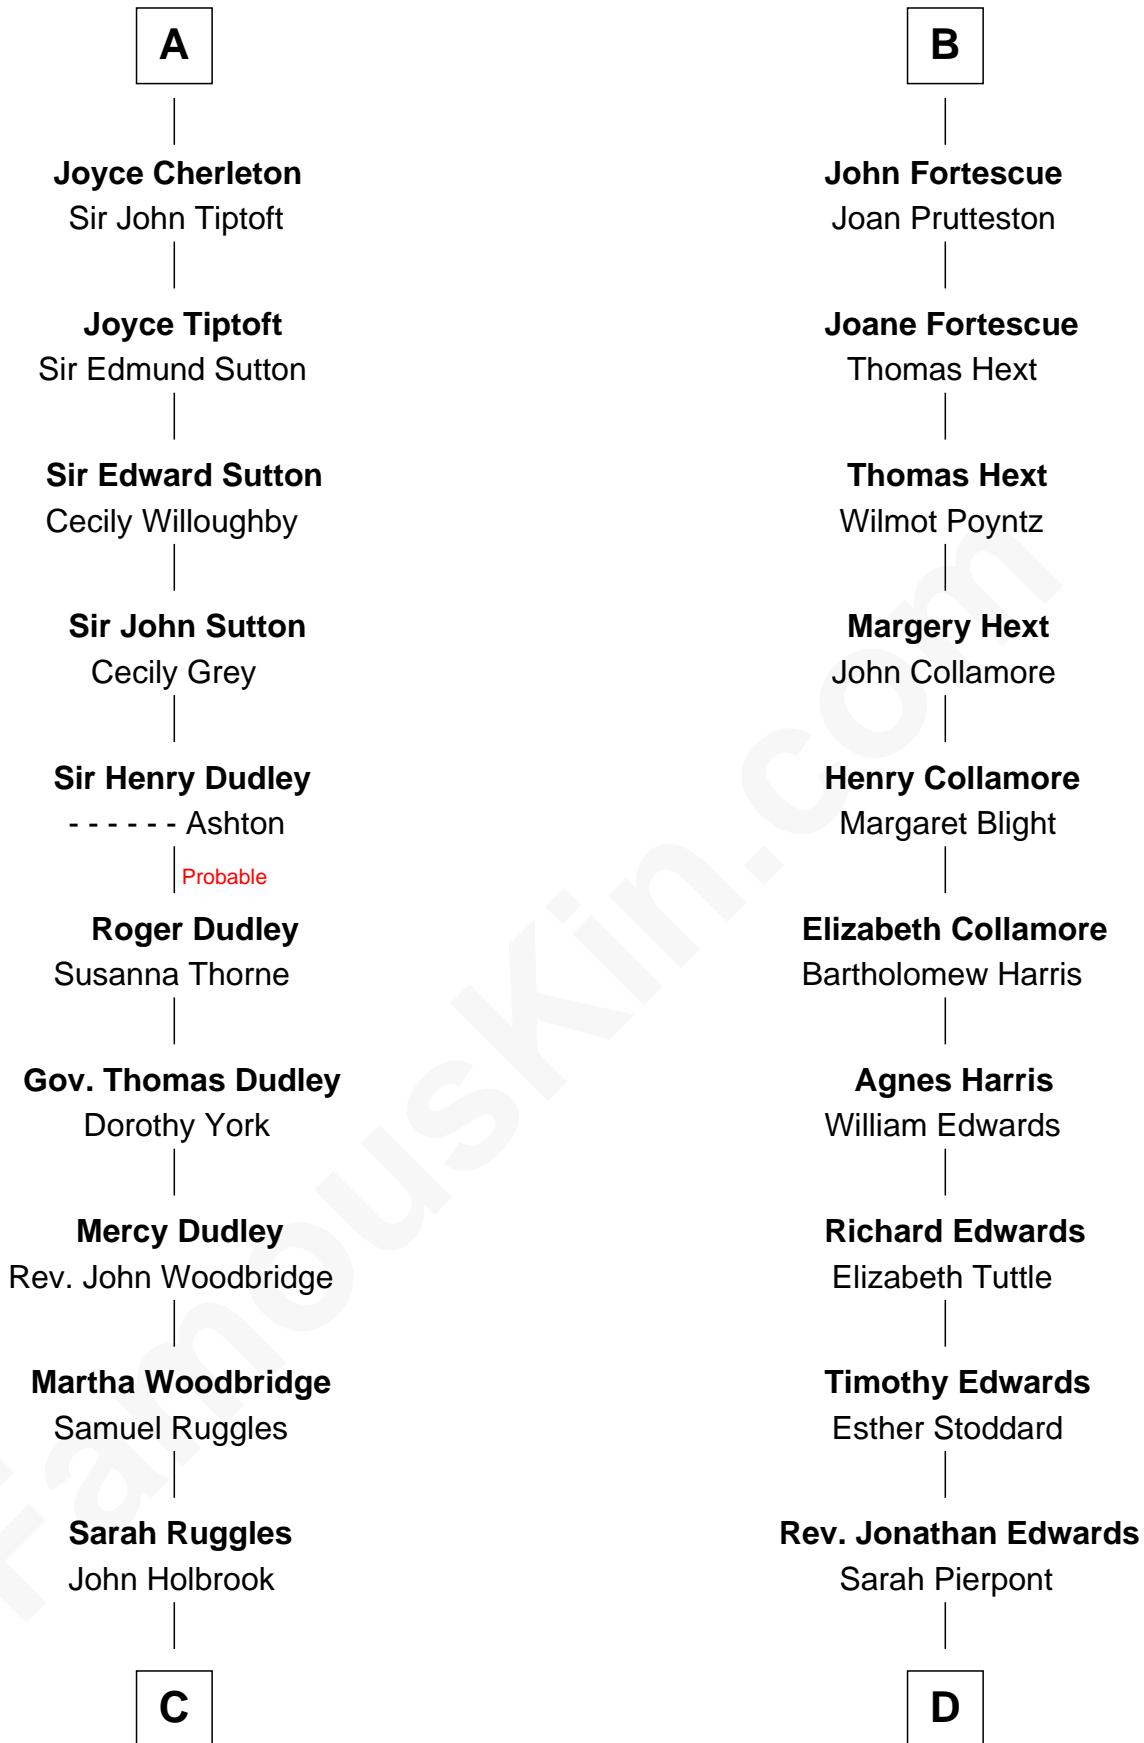 A
Joyce Cherleton
Sir John Tiptoft
Joyce Tiptoft
Sir Edmund Sutton
Sir Edward Sutton
Cecily Willoughby
Sir John Sutton
Cecily Grey
Sir Henry Dudley
- - - - - - Ashton
Probable
Roger Dudley
Susanna Thorne
Gov. Thomas Dudley
Dorothy York
Mercy Dudley
Rev. John Woodbridge
Martha Woodbridge
Samuel Ruggles
Sarah Ruggles
John Holbrook
C
B
John Fortescue
Joan Prutteston
Joane Fortescue
Thomas Hext
Thomas Hext
Wilmot Poyntz
Margery Hext
John Collamore
Henry Collamore
Margaret Blight
Elizabeth Collamore
Bartholomew Harris
Agnes Harris
William Edwards
Richard Edwards
Elizabeth Tuttle
Timothy Edwards
Esther Stoddard
Rev. Jonathan Edwards
Sarah Pierpont
D
FamousKin.com